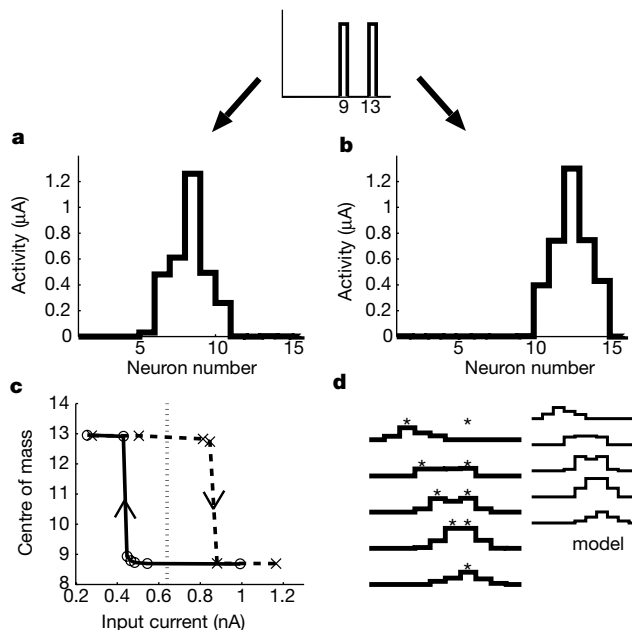 9 13
a
b
Activity (µA)
1.2
1
0.8
0.6
0.4
0.2
0
5 10 15
Neuron number
Activity (µA)
1.2
1
0.8
0.6
0.4
0.2
0
5 10 15
Neuron number
c
Centre of mass
14
13
12
11
10
9
8
0.2 0.4 0.6 0.8 1 1.2
Input current (nA)
d
* *
* *
* *
* *
*
model